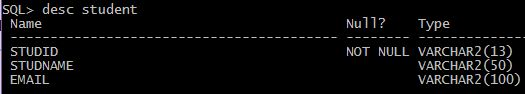 SQL> desc student
Name Null? Type
----------------------------------------- -------- ----------------
STUDID NOT NULL VARCHAR2(13)
STUDNAME VARCHAR2(50)
EMAIL VARCHAR2(100)